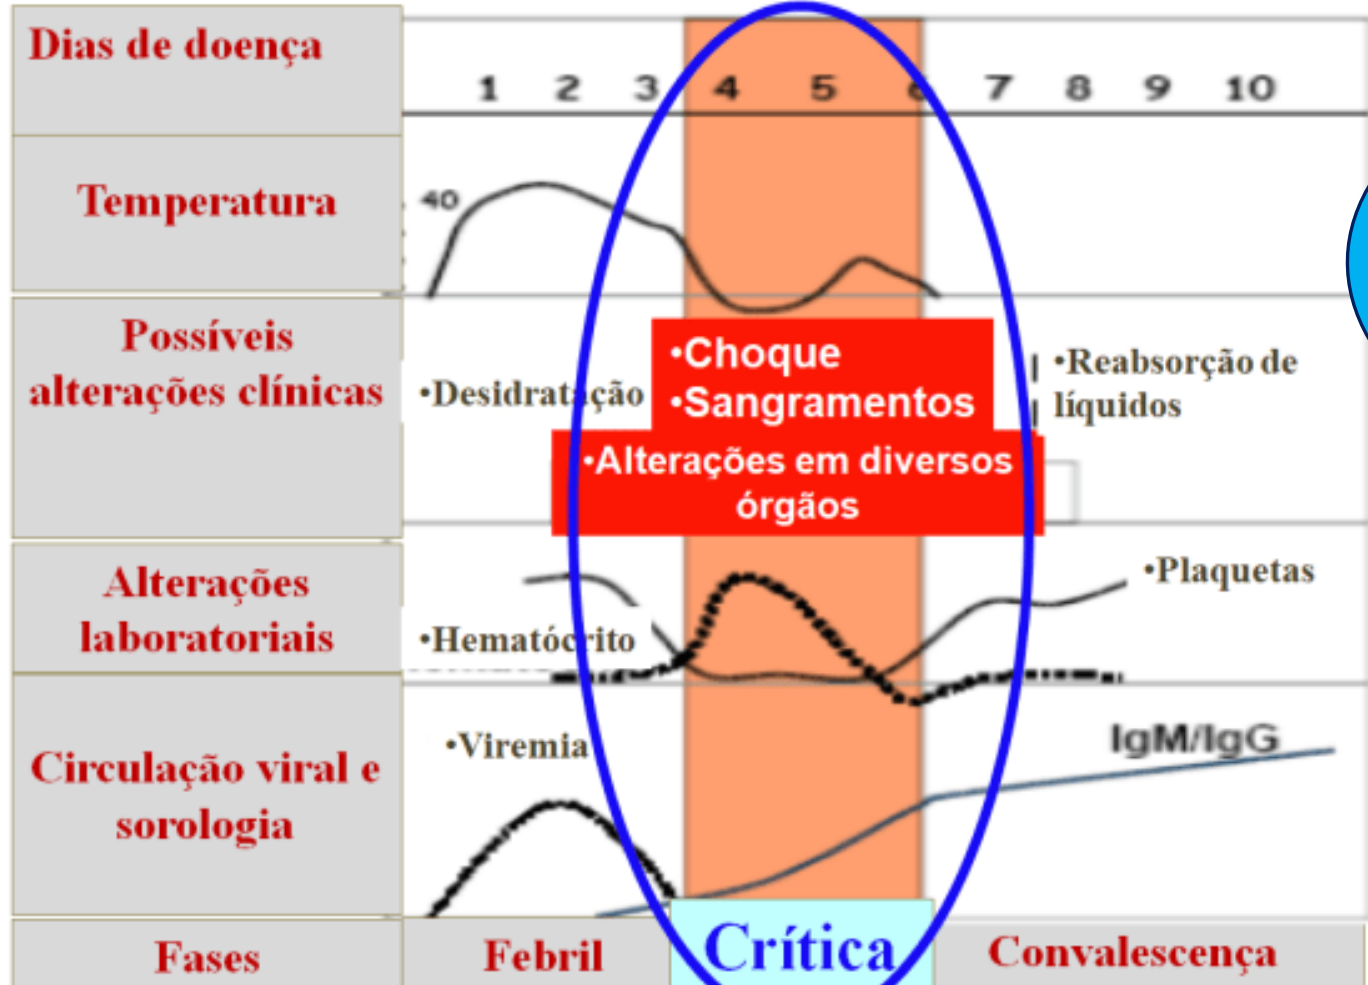 Dias de doença
1 2 3 4 5 6 7 8 9 10
Temperatura
40
Possíveis
alterações clínicas
•Desidratação
•Choque
•Sangramentos
•Alterações em diversos
órgãos
•Reabsorção de
líquidos
Alterações
laboratoriais
•Hematócrito
•Plaquetas
Circulação viral e
sorologia
•Viremia
IgM/IgG
Fases
Febril
Crítica
Convalescença